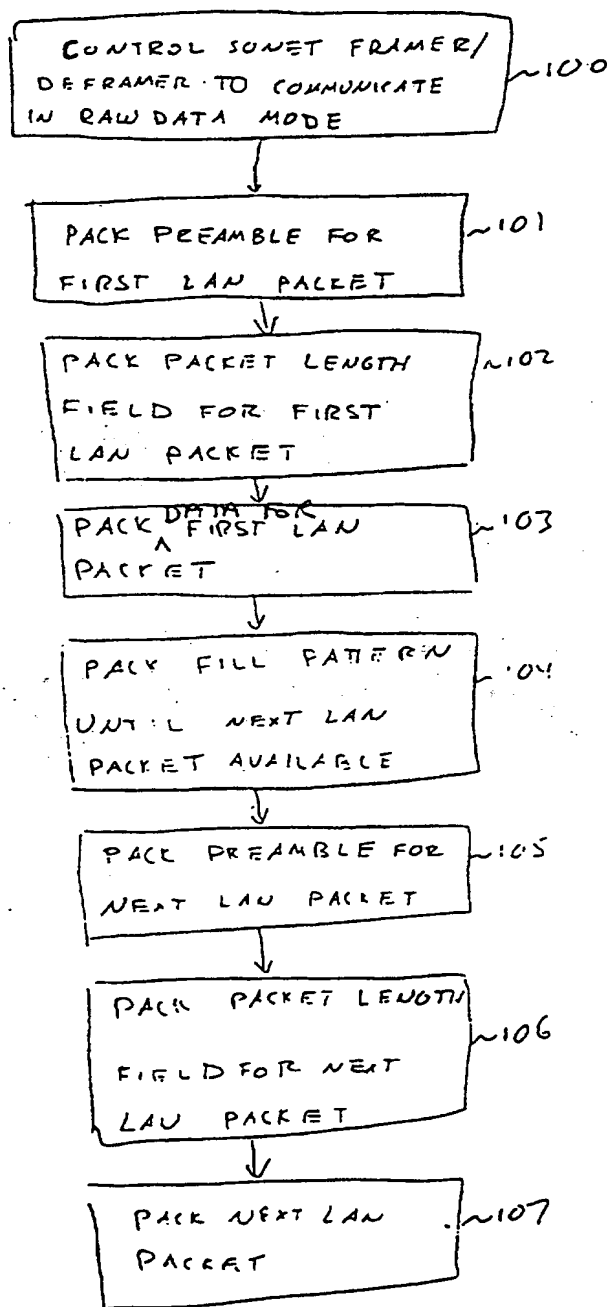 CONTROL SONET FRAMER/
DEFRAMER TO COMMUNICATE
IN RAW DATA MODE
~100
PACK PREAMBLE FOR
FIRST LAN PACKET
~101
PACK PACKET LENGTH
FIELD FOR FIRST
LAN PACKET
~102
DATA FOR
PACK ^ FIRST LAN
PACKET
~103
PACK FILL PATTERN
UNTIL NEXT LAN
PACKET AVAILABLE
~104
PACK PREAMBLE FOR
NEXT LAN PACKET
~105
PACK PACKET LENGTH
FIELD FOR NEXT
LAN PACKET
~106
PACK NEXT LAN
PACKET
~107